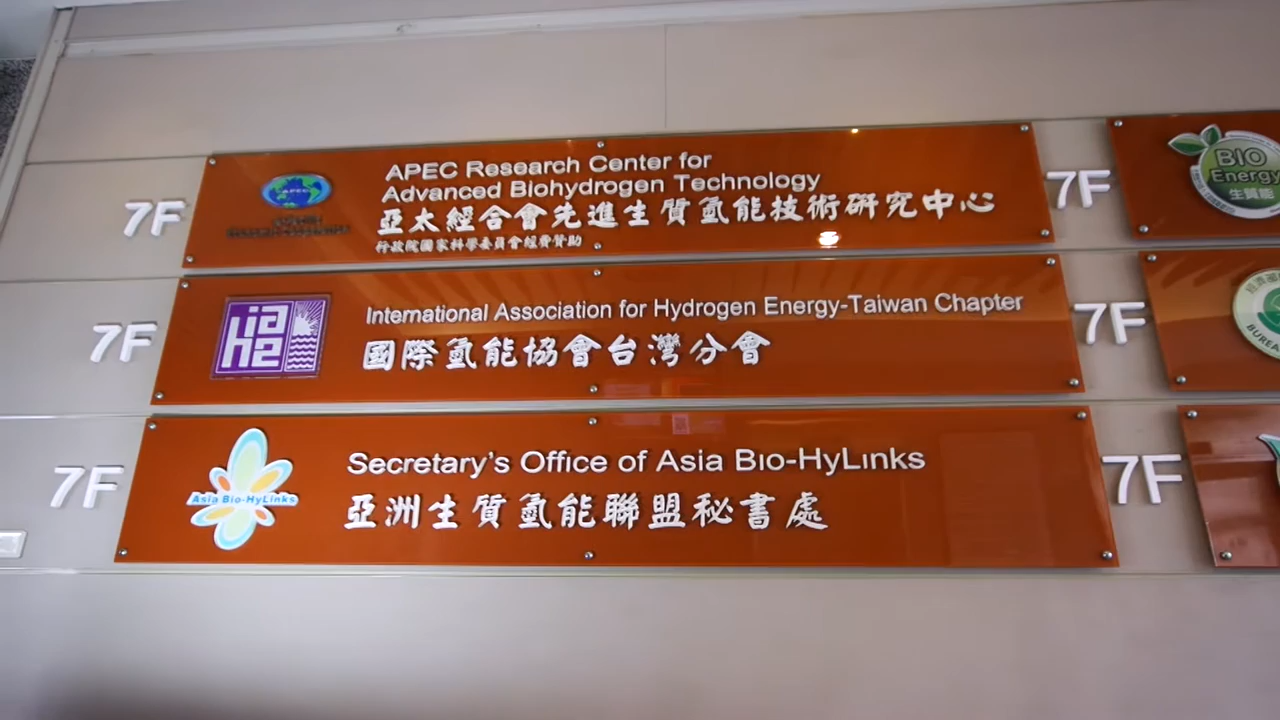 7F
APEC
APEC Research Center for
Advanced Biohydrogen Technology
亞太經合會先進生質氫能技術研究中心
行政院國家科學委員會經費贊助
7F
iahe
International Association for Hydrogen Energy-Taiwan Chapter
國際氫能協會台灣分會
7F
Asia Bio-HyLinks
Secretary's Office of Asia Bio-HyLinks
亞洲生質氫能聯盟秘書處
7F
BIO
Energy
生質能
7F
7F